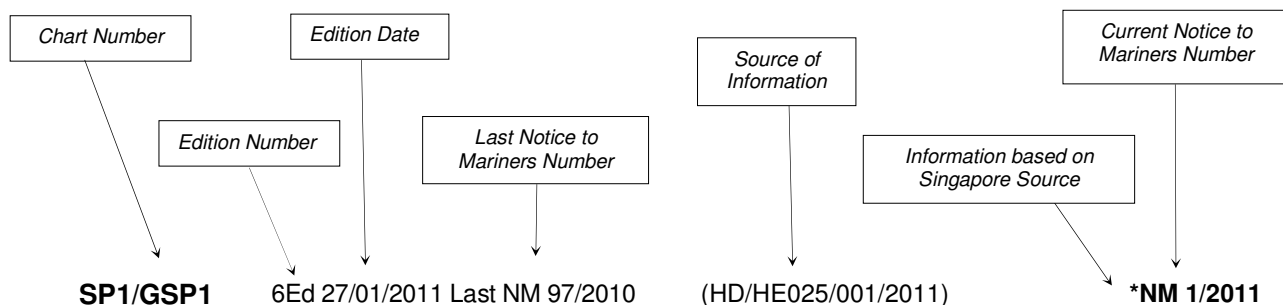 Chart Number
Edition Date
Current Notice to
Mariners Number
Source of
Information
Edition Number
Last Notice to
Mariners Number
Information based on
Singapore Source
SP1/GSP1 6Ed 27/01/2011 Last NM 97/2010 (HD/HE025/001/2011) *NM 1/2011